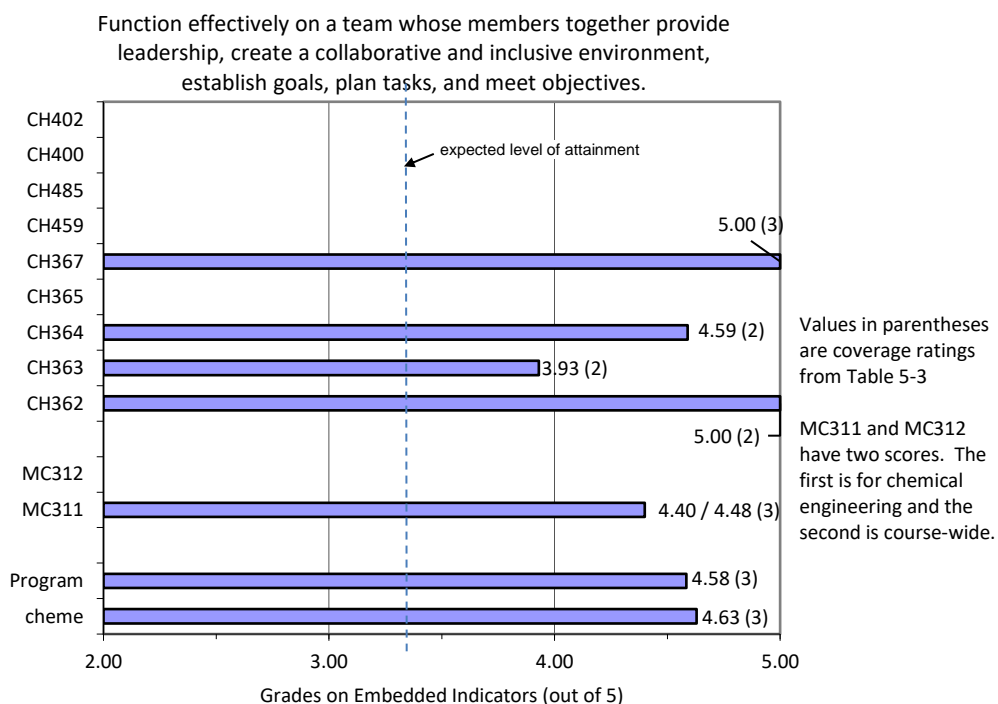 Function effectively on a team whose members together provide
leadership, create a collaborative and inclusive environment,
establish goals, plan tasks, and meet objectives.
CH402
CH400
expected level of attainment
CH485
CH459
5.00 (3)
CH367
CH365
CH364
4.59 (2)
CH363
3.93 (2)
CH362
5.00 (2)
MC312
MC311
4.40 / 4.48 (3)
Program
4.58 (3)
cheme
4.63 (3)
2.00 3.00 4.00 5.00
Grades on Embedded Indicators (out of 5)
Values in parentheses
are coverage ratings
from Table 5-3
MC311 and MC312
have two scores. The
first is for chemical
engineering and the
second is course-wide.